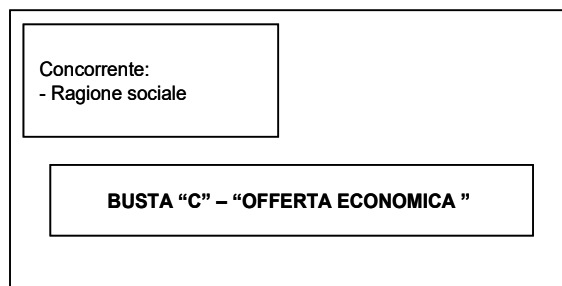 Concorrente:
- Ragione sociale
BUSTA “C” – “OFFERTA ECONOMICA ”